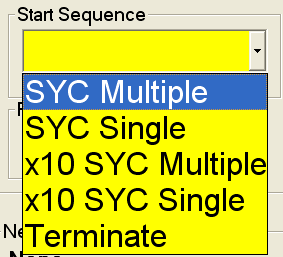 Start Sequence
SYC Multiple
SYC Single
x10 SYC Multiple
x10 SYC Single
Terminate